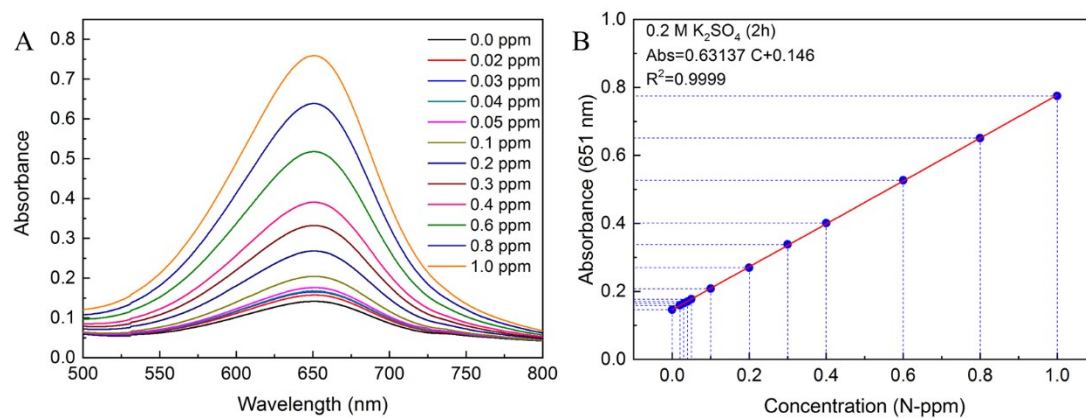 A
0.8
0.7
0.6
0.5
0.4
0.3
0.2
0.1
0.0
Absorbance
500
550
600
650
700
750
800
Wavelength (nm)
0.0 ppm
0.02 ppm
0.03 ppm
0.04 ppm
0.05 ppm
0.1 ppm
0.2 ppm
0.3 ppm
0.4 ppm
0.6 ppm
0.8 ppm
1.0 ppm
B
0.2 M K₂SO₄ (2h)
Abs=0.63137 C+0.146
R²=0.9999
1.0
0.8
0.6
0.4
0.2
0.0
Absorbance (651 nm)
0.0
0.2
0.4
0.6
0.8
1.0
Concentration (N-ppm)